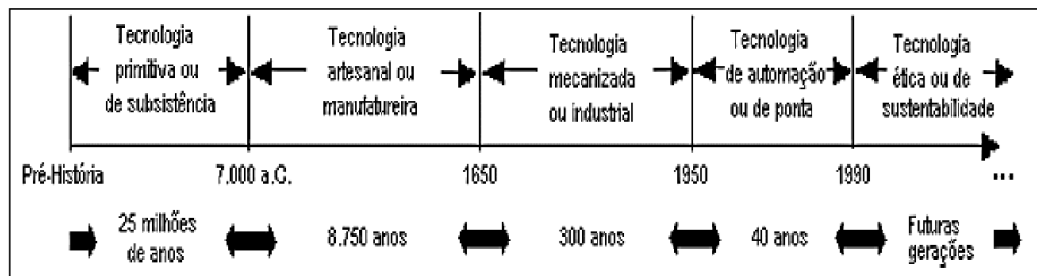 Tecnologia
primitiva ou
de subsistência
Tecnologia
artesanal ou
manufatureira
Tecnologia
mecanizada
ou industrial
Tecnologia
de automação
ou de ponta
Tecnologia
ética ou de
sustentabilidade
Pré-História
7.000 a.C.
1650
1950
1990
...
25 milhões
de anos
8.750 anos
300 anos
40 anos
Futuras
gerações